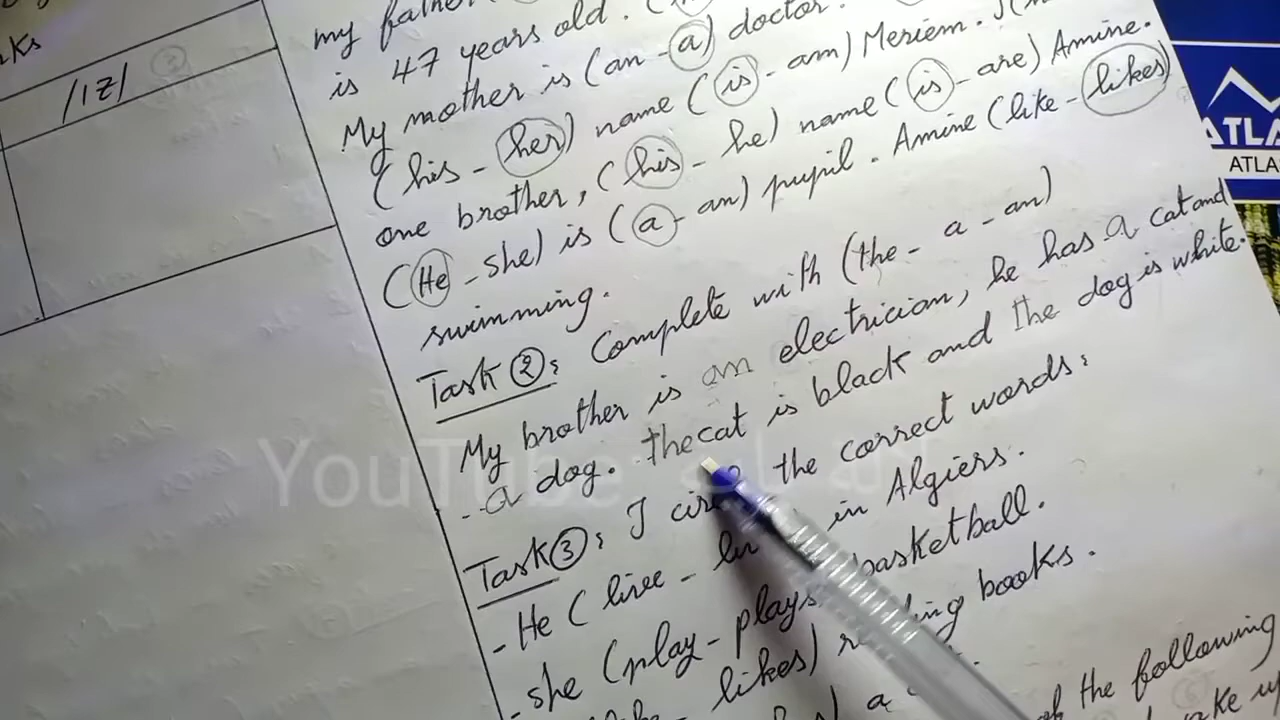 /ɪz/
my father
is 47 years old.
My mother is (an - a) doctor.
(his - her) name (is - am) Meriem.
one brother, (his - he) name (is - are) Amine.
(He - she) is (a - an) pupil. Amine (like - likes)
swimming.
Task ②: Complete with (the - a - an)
My brother is an electrician, he has a cat and
- a dog. The cat is black and The dog is white.
Task ③: I the correct words:
- He (live - in Algiers.
- she (play - plays basketball.
likes) books.
a
of the following
ATLA
ATLA
YouTube